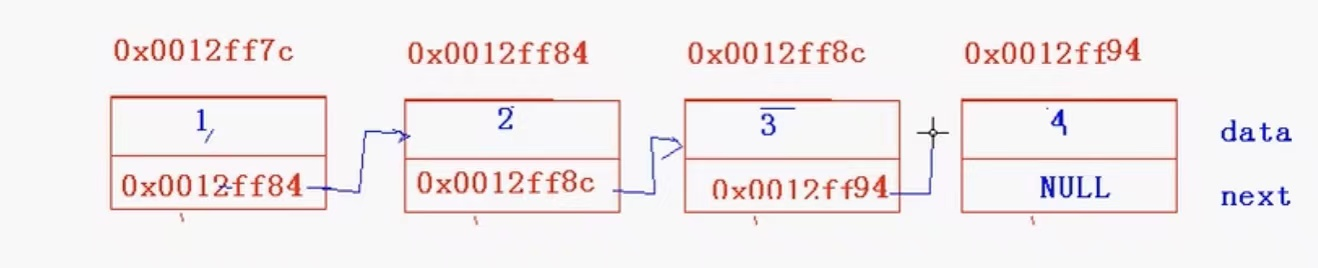 0x0012ff7c 0x0012ff84 0x0012ff8c 0x0012ff94
1 2 3 4 data
0x0012ff84 0x0012ff8c 0x0012ff94 NULL next